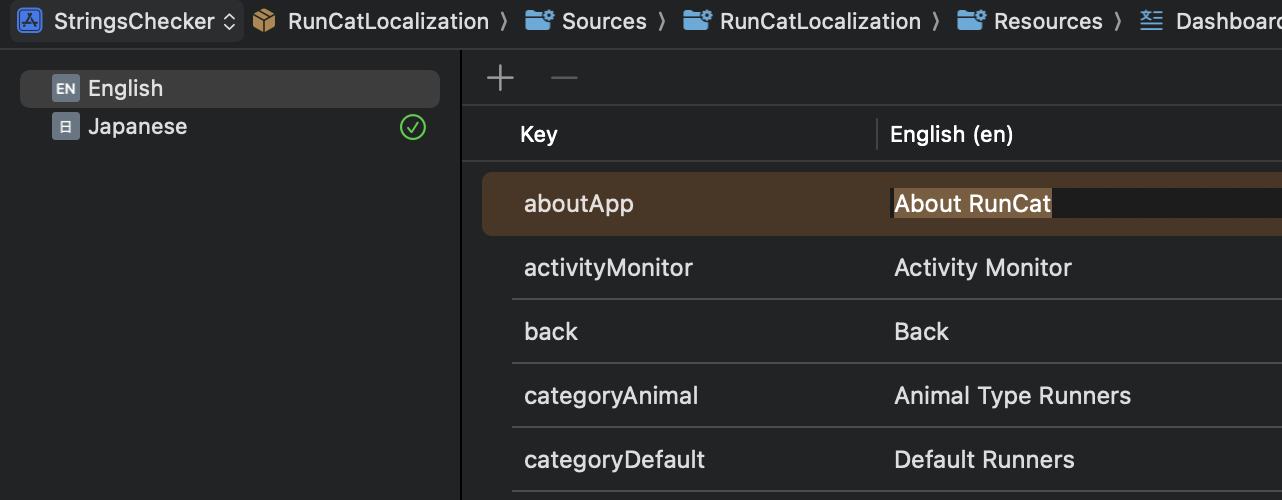 StringsChecker RunCatLocalization Sources RunCatLocalization Resources Dashboard
EN English
日 Japanese
Key English (en)
aboutApp About RunCat
activityMonitor Activity Monitor
back Back
categoryAnimal Animal Type Runners
categoryDefault Default Runners